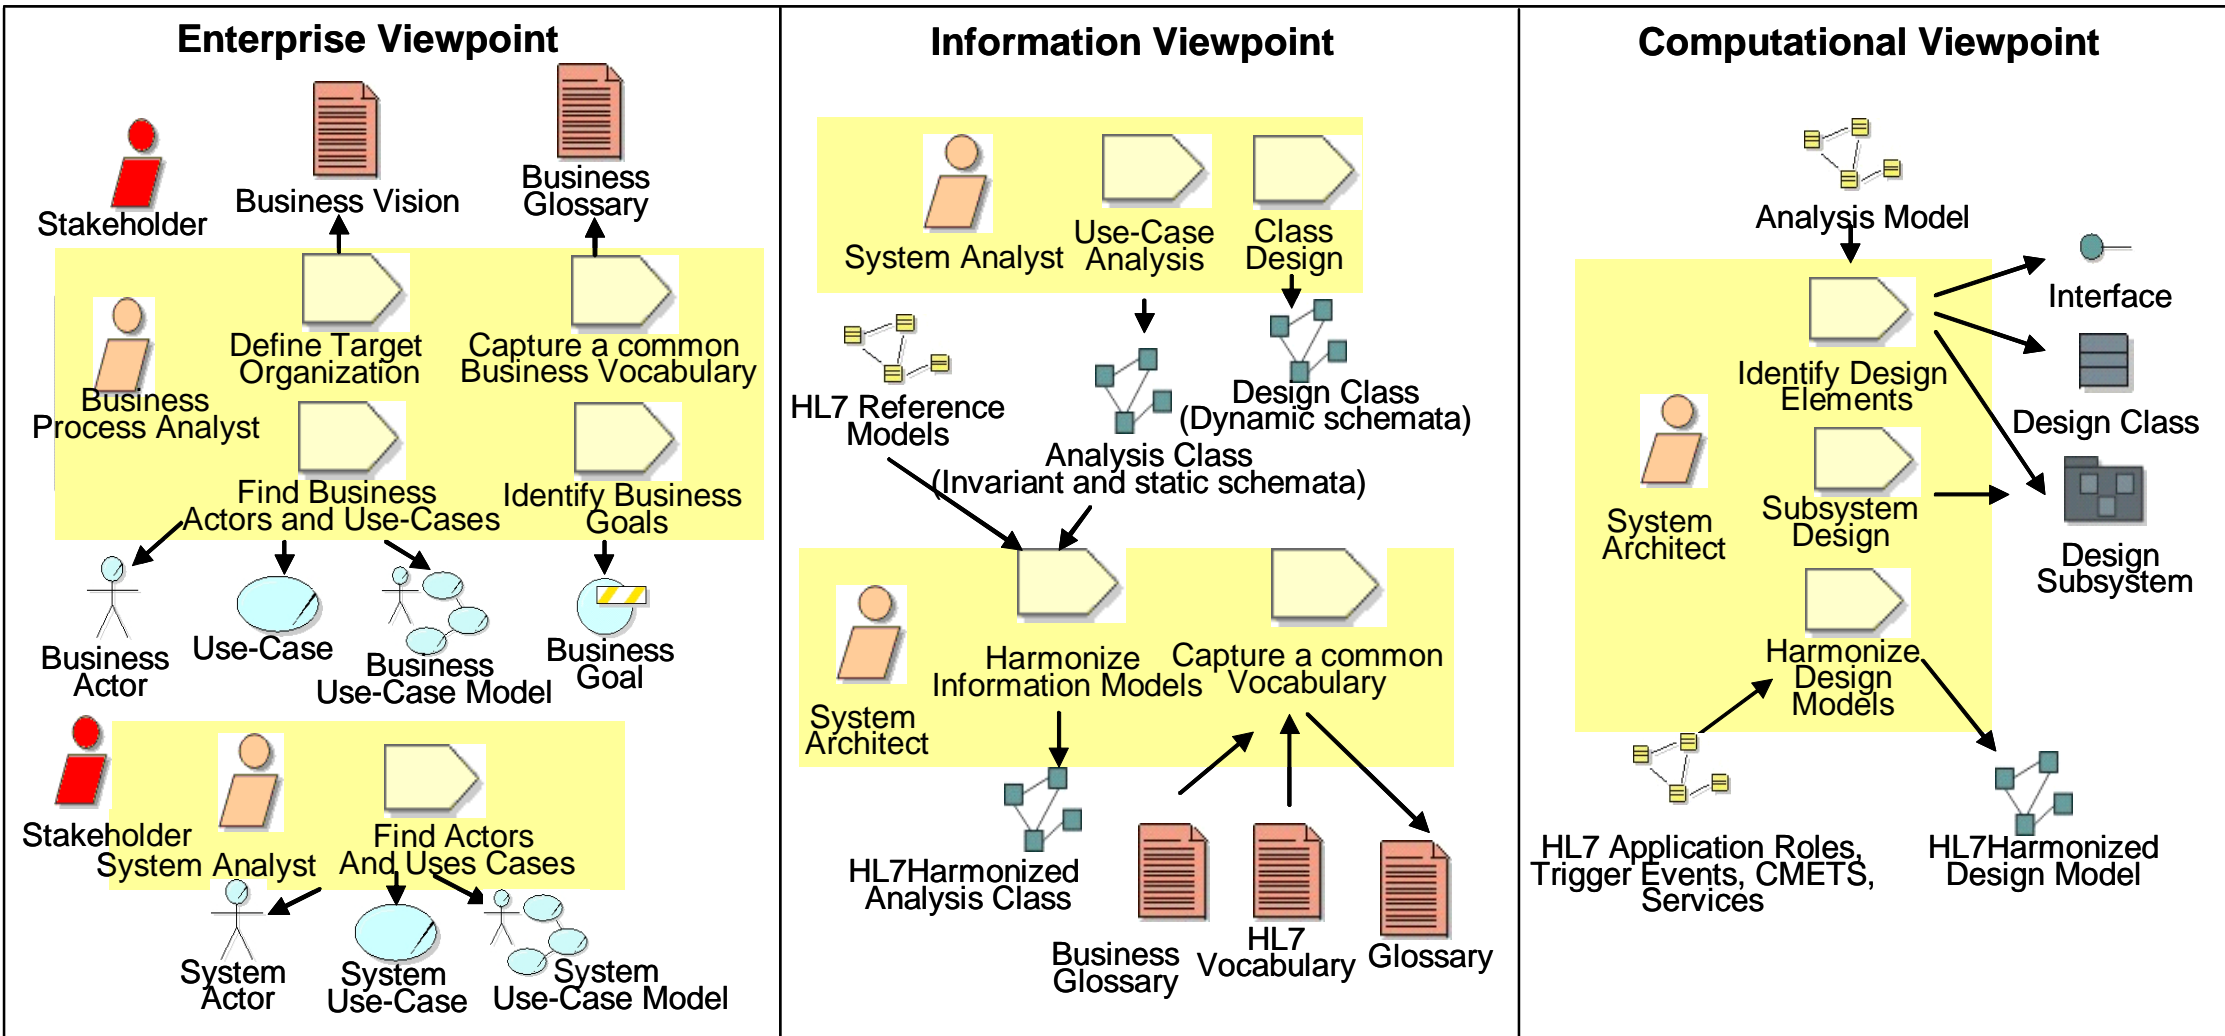 Enterprise Viewpoint
Stakeholder
Business Vision
Business
Glossary
Business
Process Analyst
Define Target
Organization
Capture a common
Business Vocabulary
Find Business
Actors and Use-Cases
Identify Business
Goals
Business
Actor
Use-Case
Business
Use-Case Model
Business
Goal
Stakeholder
System Analyst
Find Actors
And Uses Cases
System
Actor
System
Use-Case
System
Use-Case Model
Information Viewpoint
System Analyst
Use-Case
Analysis
Class
Design
HL7 Reference
Models
Analysis Class
(Invariant and static schemata)
Design Class
(Dynamic schemata)
System
Architect
Harmonize
Information Models
Capture a common
Vocabulary
HL7Harmonized
Analysis Class
Business
Glossary
HL7
Vocabulary
Glossary
Computational Viewpoint
Analysis Model
Identify Design
Elements
Interface
Design Class
System
Architect
Subsystem
Design
Design
Subsystem
Harmonize
Design
Models
HL7 Application Roles,
Trigger Events, CMETS,
Services
HL7Harmonized
Design Model